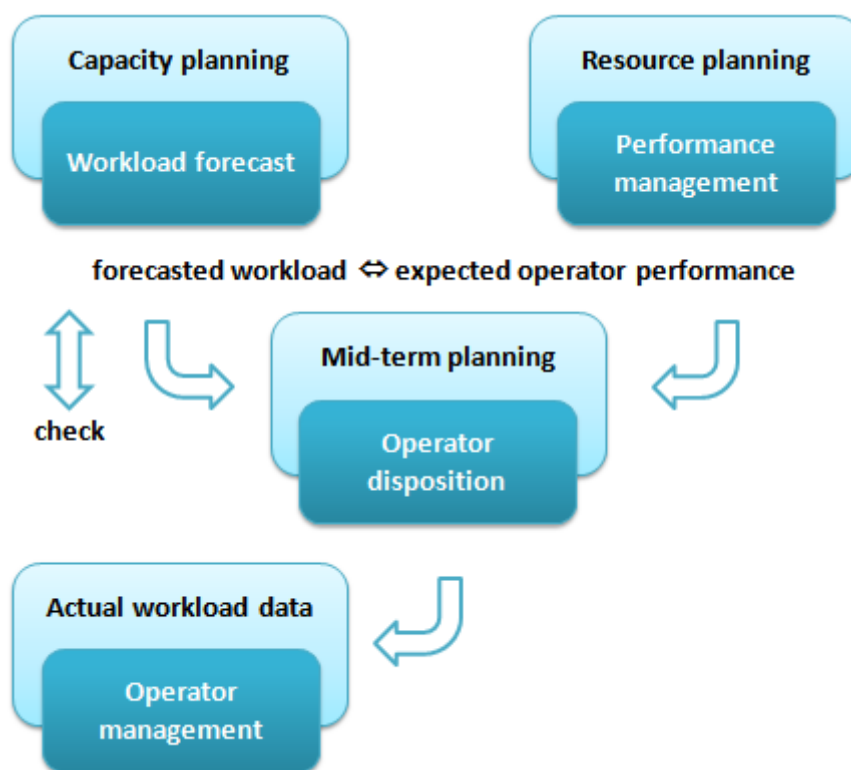 Capacity planning
Workload forecast
Resource planning
Performance
management
forecasted workload ⇔ expected operator performance
check
Mid-term planning
Operator
disposition
Actual workload data
Operator
management